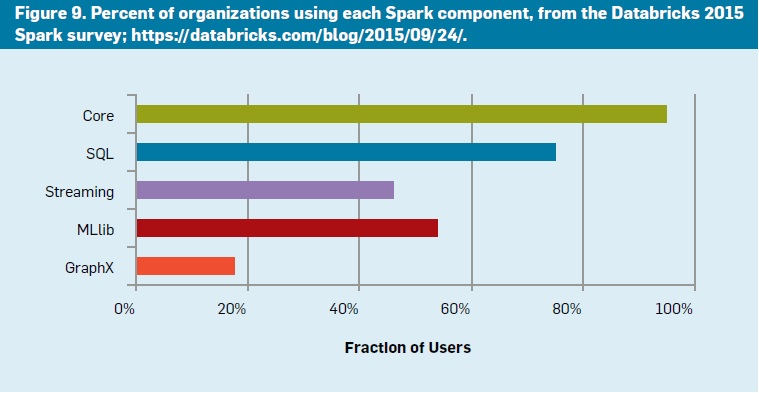 Figure 9. Percent of organizations using each Spark component, from the Databricks 2015
Spark survey; https://databricks.com/blog/2015/09/24/.
Core
SQL
Streaming
MLlib
GraphX
0% 20% 40% 60% 80% 100%
Fraction of Users